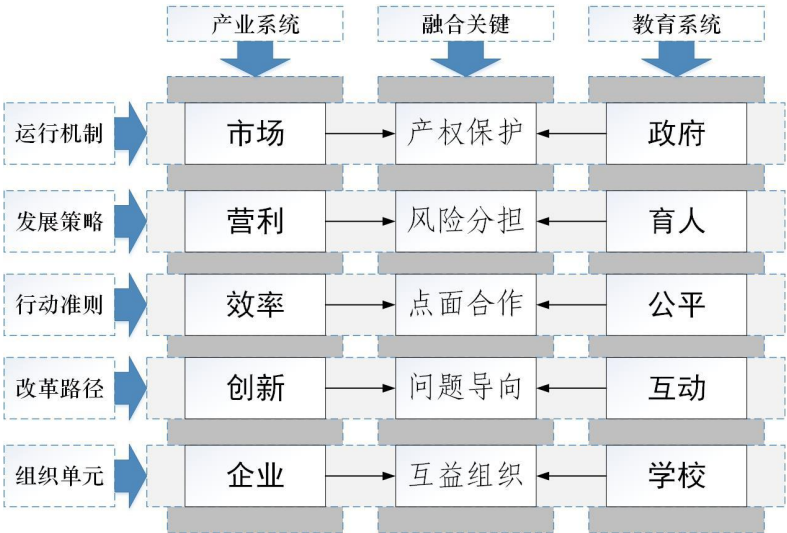 产业系统 融合关键 教育系统
运行机制 市场 产权保护 政府
发展策略 营利 风险分担 育人
行动准则 效率 点面合作 公平
改革路径 创新 问题导向 互动
组织单元 企业 互益组织 学校